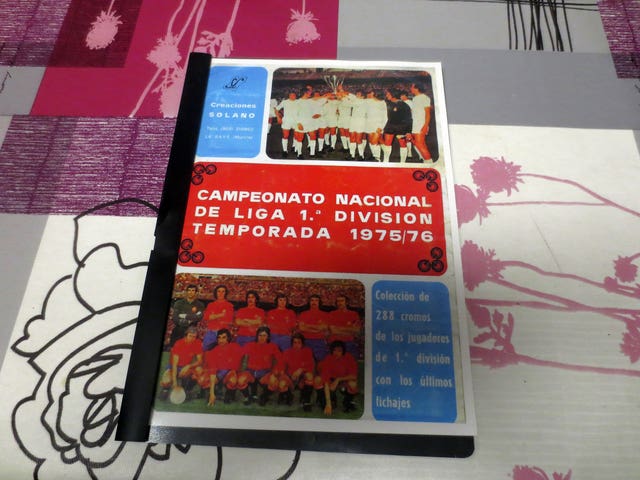 Creaciones
SOLANO
CAMPEONATO NACIONAL
DE LIGA 1.ª DIVISION
TEMPORADA 1975/76
Colección de
288 cromos
de los jugadores
de 1.ª división
con los últimos
fichajes